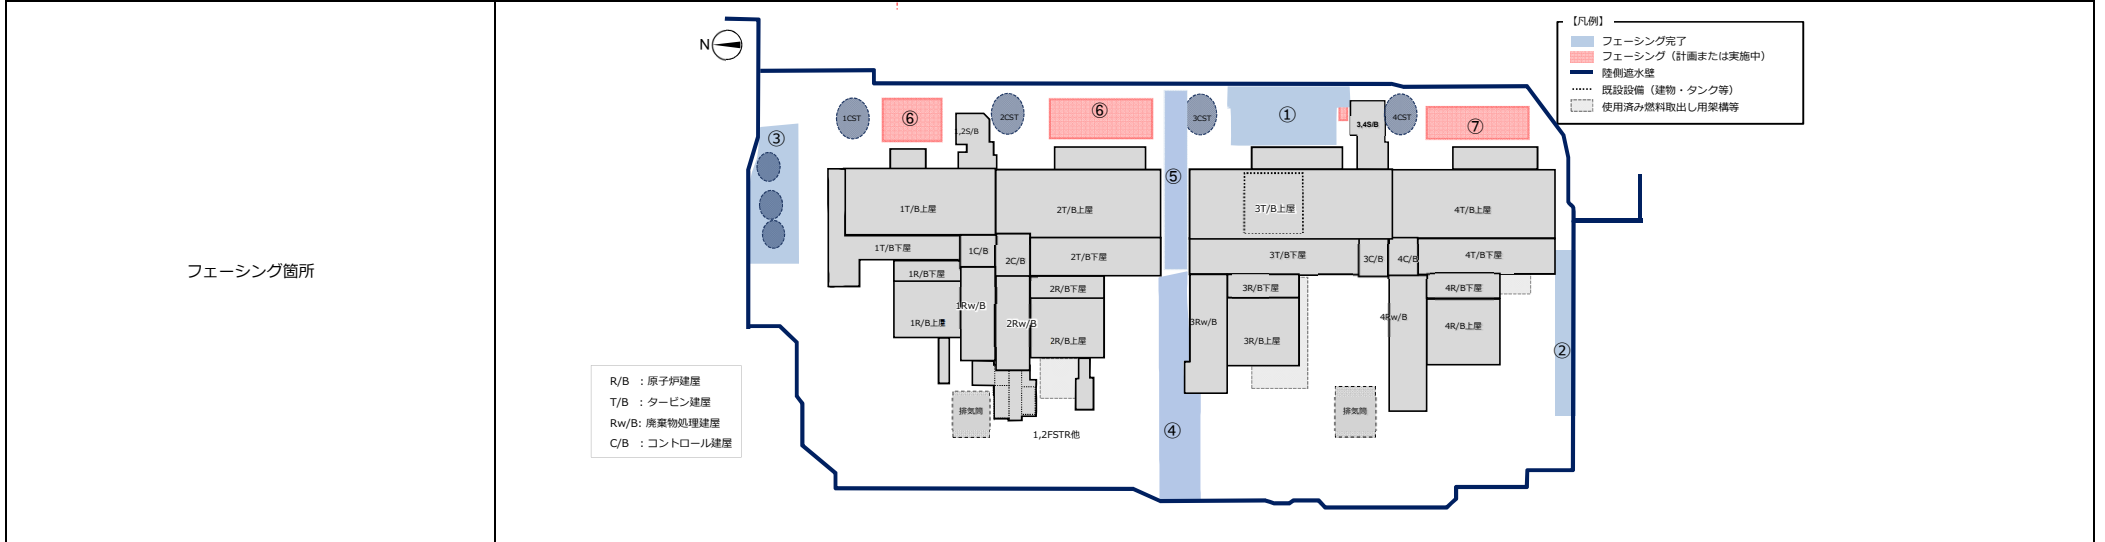 フェーシング箇所
N
【凡例】
フェーシング完了
フェーシング（計画または実施中）
陸側遮水壁
既設設備（建物・タンク等）
使用済み燃料取出し用架構等
1CST
⑥
1,2S/B
2CST
⑥
3CST
①
3,4S/B
4CST
⑦
③
⑤
1T/B上屋
2T/B上屋
3T/B上屋
4T/B上屋
1T/B下屋
1C/B
2C/B
2T/B下屋
3T/B下屋
3C/B
4C/B
4T/B下屋
1R/B下屋
2R/B下屋
3R/B下屋
4R/B下屋
1Rw/B
1R/B上屋
2Rw/B
2R/B上屋
3Rw/B
3R/B上屋
4Rw/B
4R/B上屋
②
排気筒
排気筒
④
1,2FSTR他
R/B ：原子炉建屋
T/B ：タービン建屋
Rw/B: 廃棄物処理建屋
C/B ：コントロール建屋